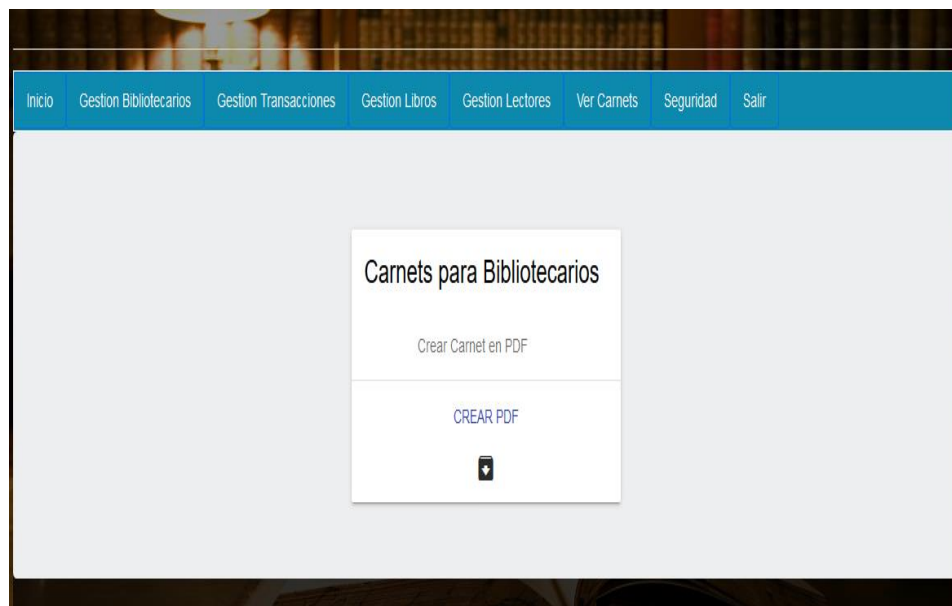 Inicio Gestion Bibliotecarios Gestion Transacciones Gestion Libros Gestion Lectores Ver Carnets Seguridad Salir
Carnets para Bibliotecarios
Crear Carnet en PDF
CREAR PDF